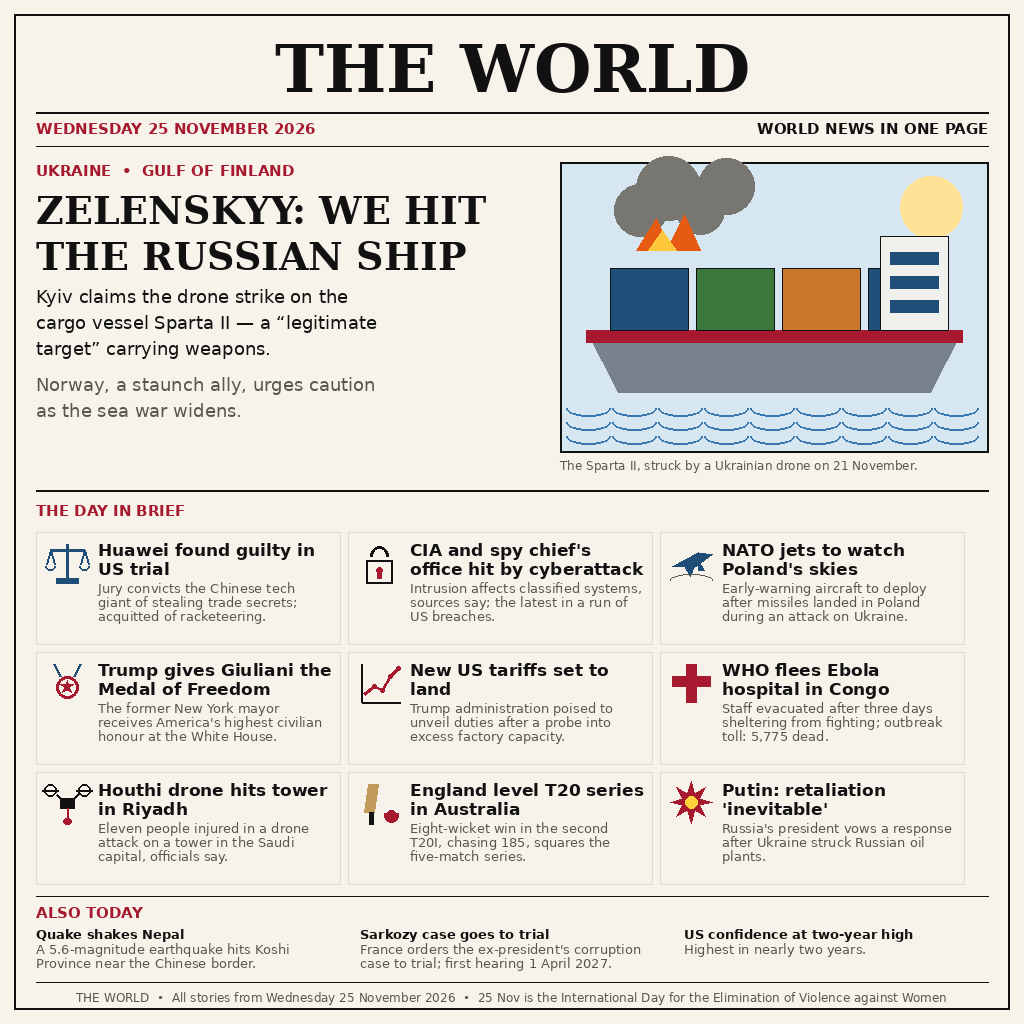 THE WORLD
WEDNESDAY 25 NOVEMBER 2026
WORLD NEWS IN ONE PAGE
UKRAINE • GULF OF FINLAND
ZELENSKYY: WE HIT
THE RUSSIAN SHIP
Kyiv claims the drone strike on the
cargo vessel Sparta II — a “legitimate
target” carrying weapons.
Norway, a staunch ally, urges caution
as the sea war widens.
The Sparta II, struck by a Ukrainian drone on 21 November.
THE DAY IN BRIEF
Huawei found guilty in
US trial
Jury convicts the Chinese tech
giant of stealing trade secrets;
acquitted of racketeering.
CIA and spy chief's
office hit by cyberattack
Intrusion affects classified systems,
sources say; the latest in a run of
US breaches.
NATO jets to watch
Poland's skies
Early-warning aircraft to deploy
after missiles landed in Poland
during an attack on Ukraine.
Trump gives Giuliani the
Medal of Freedom
The former New York mayor
receives America's highest civilian
honour at the White House.
New US tariffs set to
land
Trump administration poised to
unveil duties after a probe into
excess factory capacity.
WHO flees Ebola
hospital in Congo
Staff evacuated after three days
sheltering from fighting; outbreak
toll: 5,775 dead.
Houthi drone hits tower
in Riyadh
Eleven people injured in a drone
attack on a tower in the Saudi
capital, officials say.
England level T20 series
in Australia
Eight-wicket win in the second
T20I, chasing 185, squares the
five-match series.
Putin: retaliation
'inevitable'
Russia's president vows a response
after Ukraine struck Russian oil
plants.
ALSO TODAY
Quake shakes Nepal
A 5.6-magnitude earthquake hits Koshi
Province near the Chinese border.
Sarkozy case goes to trial
France orders the ex-president's corruption
case to trial; first hearing 1 April 2027.
US confidence at two-year high
Highest in nearly two years.
THE WORLD • All stories from Wednesday 25 November 2026 • 25 Nov is the International Day for the Elimination of Violence against Women